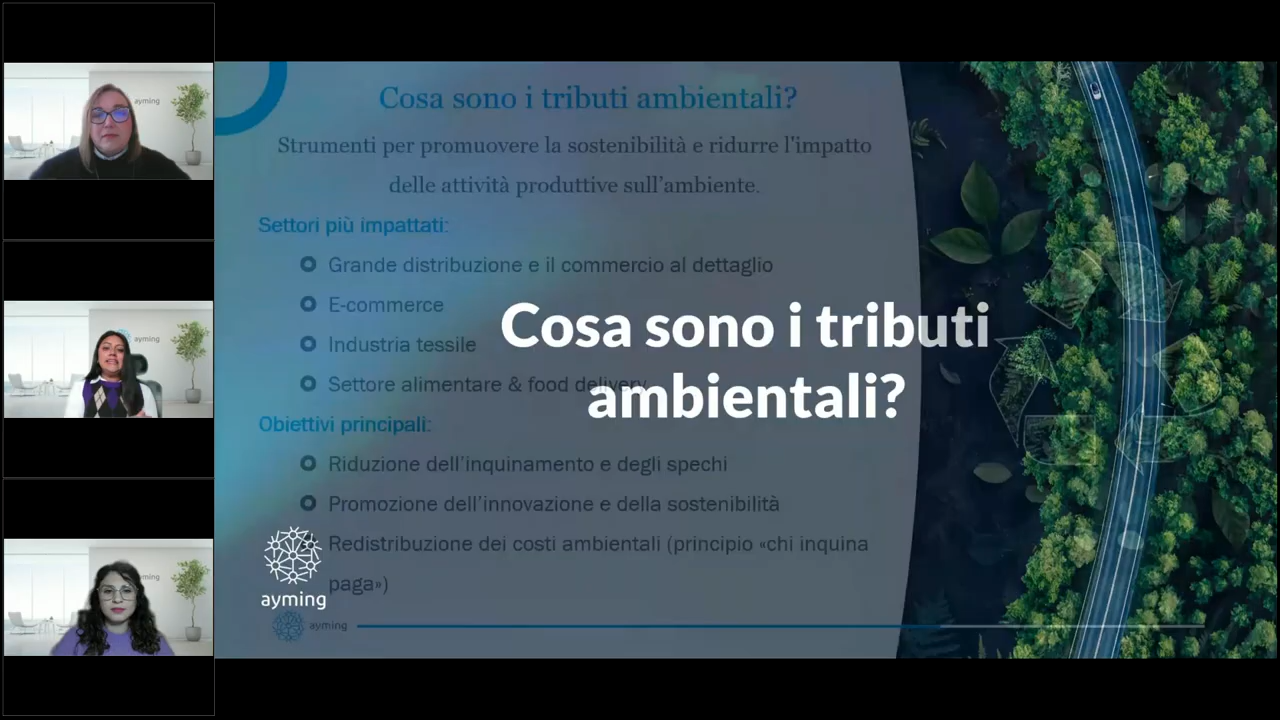 ayming
ayming
yming
Cosa sono i tributi ambientali?
Strumenti per promuovere la sostenibilità e ridurre l'impatto
delle attività produttive sull'ambiente.
Settori più impattati:
Grande distribuzione e il commercio al dettaglio
E-commerce
Industria tessile
Settore alimentare & food delivery
Cosa sono i tributi
ambientali?
Obiettivi principali:
Riduzione dell'inquinamento e degli spechi
Promozione dell'innovazione e della sostenibilità
Redistribuzione dei costi ambientali (principio «chi inquina
paga»)
ayming
ayming